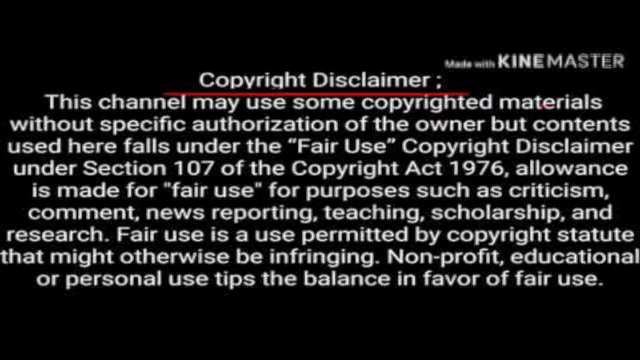 Made with KINEMASTER
Copyright Disclaimer ;
This channel may use some copyrighted materials
without specific authorization of the owner but contents
used here falls under the “Fair Use” Copyright Disclaimer
under Section 107 of the Copyright Act 1976, allowance
is made for "fair use" for purposes such as criticism,
comment, news reporting, teaching, scholarship, and
research. Fair use is a use permitted by copyright statute
that might otherwise be infringing. Non-profit, educational
or personal use tips the balance in favor of fair use.